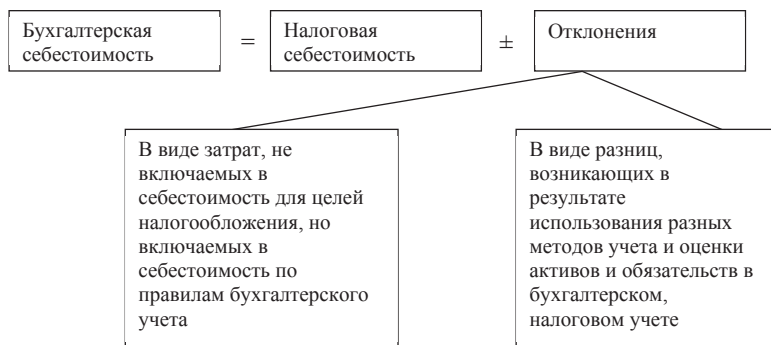 Бухгалтерская
себестоимость
=
Налоговая
себестоимость
±
Отклонения
В виде затрат, не
включаемых в
себестоимость для целей
налогообложения, но
включаемых в
себестоимость по
правилам бухгалтерского
учета
В виде разниц,
возникающих в
результате
использования разных
методов учета и оценки
активов и обязательств в
бухгалтерском,
налоговом учете